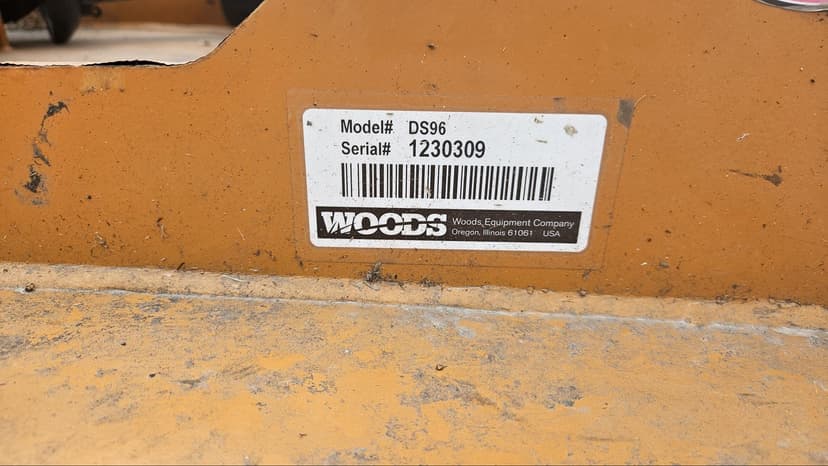 Model# DS96
Serial# 1230309
WOODS Woods Equipment Company
Oregon, Illinois 61061 USA